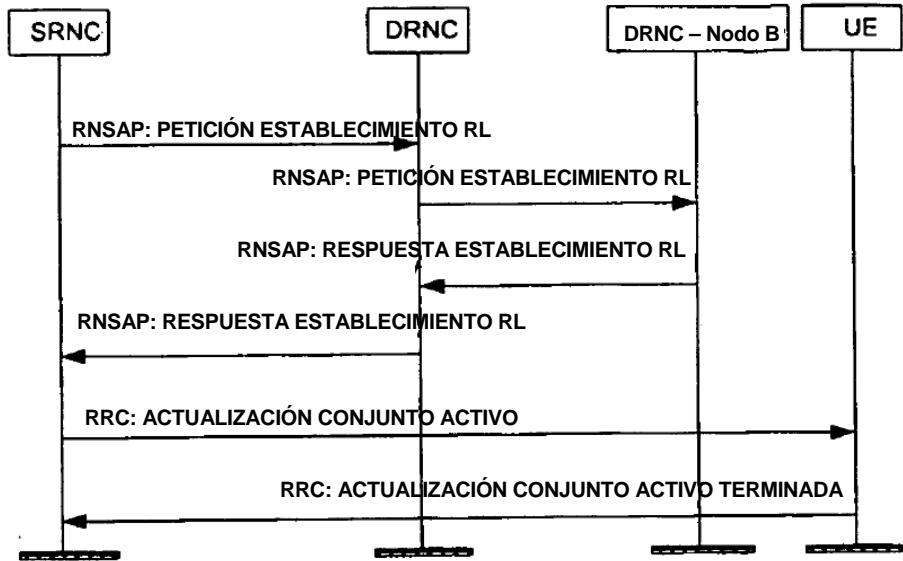 SRNC
DRNC
DRNC – Nodo B
UE
RNSAP: PETICIÓN ESTABLECIMIENTO RL
RNSAP: PETICIÓN ESTABLECIMIENTO RL
RNSAP: RESPUESTA ESTABLECIMIENTO RL
RNSAP: RESPUESTA ESTABLECIMIENTO RL
RRC: ACTUALIZACIÓN CONJUNTO ACTIVO
RRC: ACTUALIZACIÓN CONJUNTO ACTIVO TERMINADA